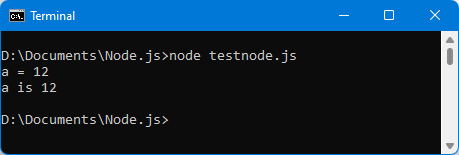 Terminal
D:\Documents\Node.js>node testnode.js
a = 12
a is 12
D:\Documents\Node.js>